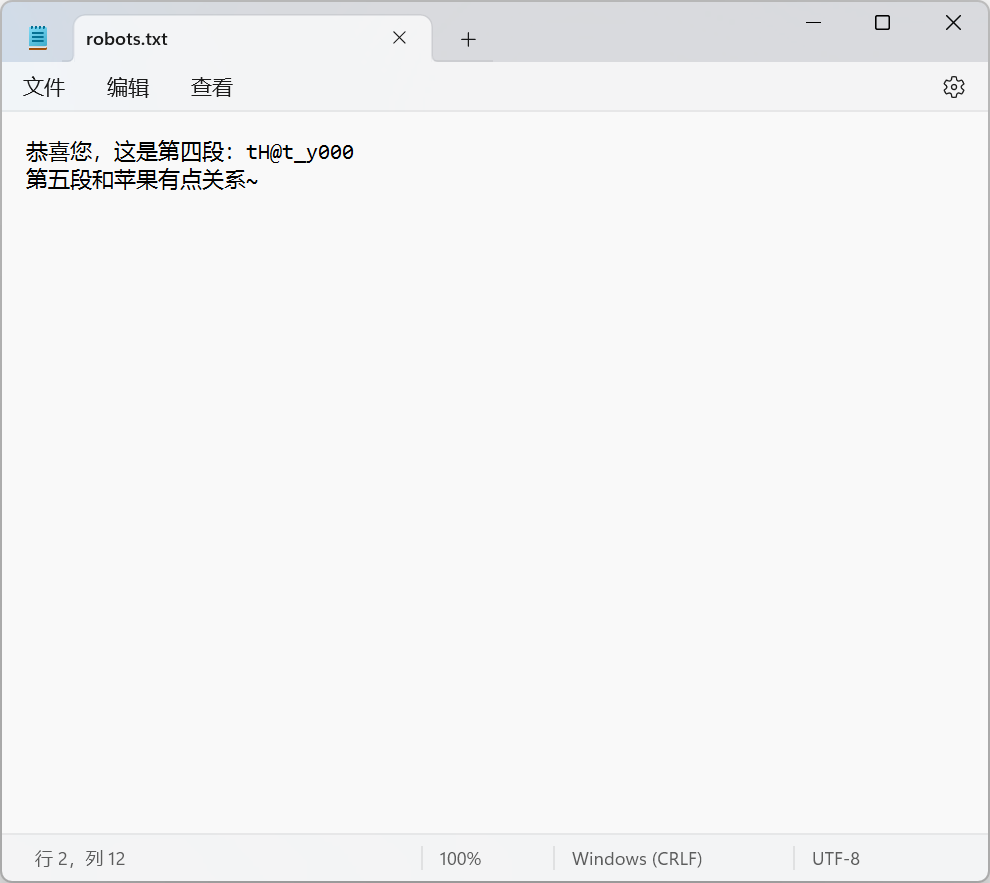 robots.txt
文件 编辑 查看
恭喜您，这是第四段：tH@t_y000
第五段和苹果有点关系~
行 2，列 12 100% Windows (CRLF) UTF-8